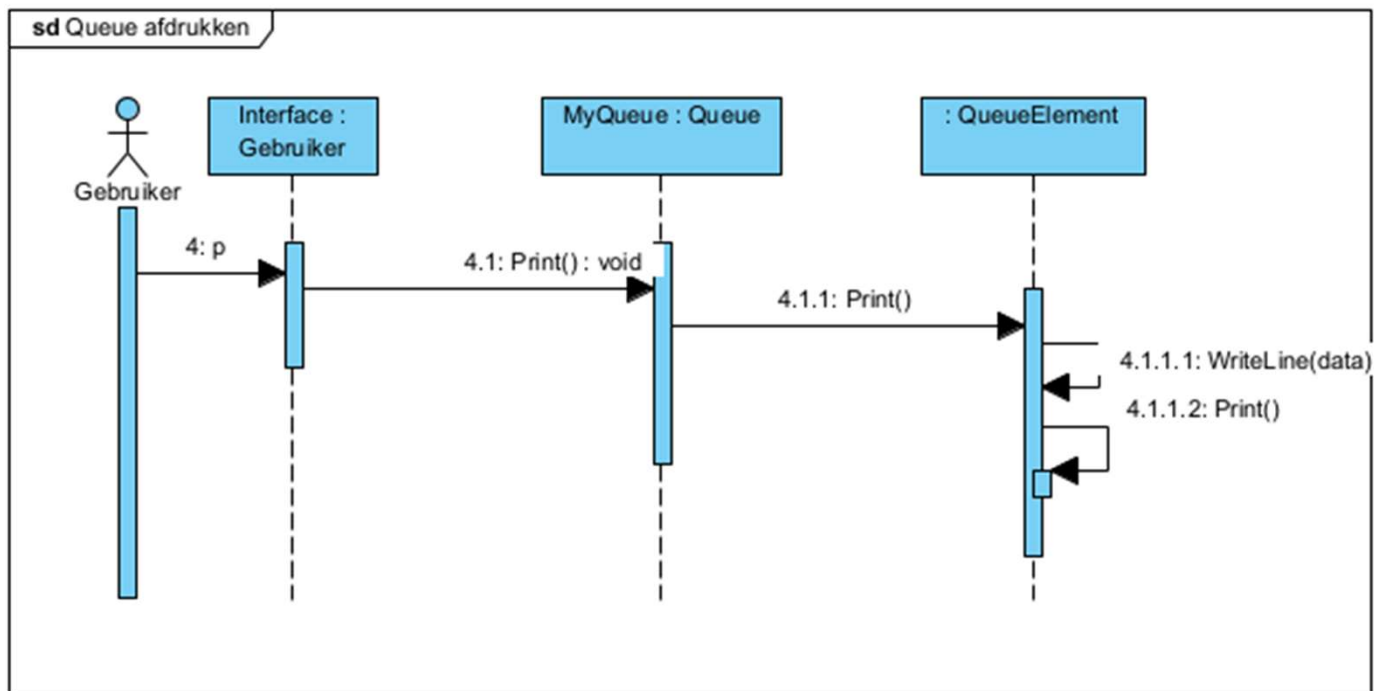 sd Queue afdrukken
Gebruiker
Interface :
Gebruiker
MyQueue : Queue
: QueueElement
4: p
4.1: Print() : void
4.1.1: Print()
4.1.1.1: WriteLine(data)
4.1.1.2: Print()